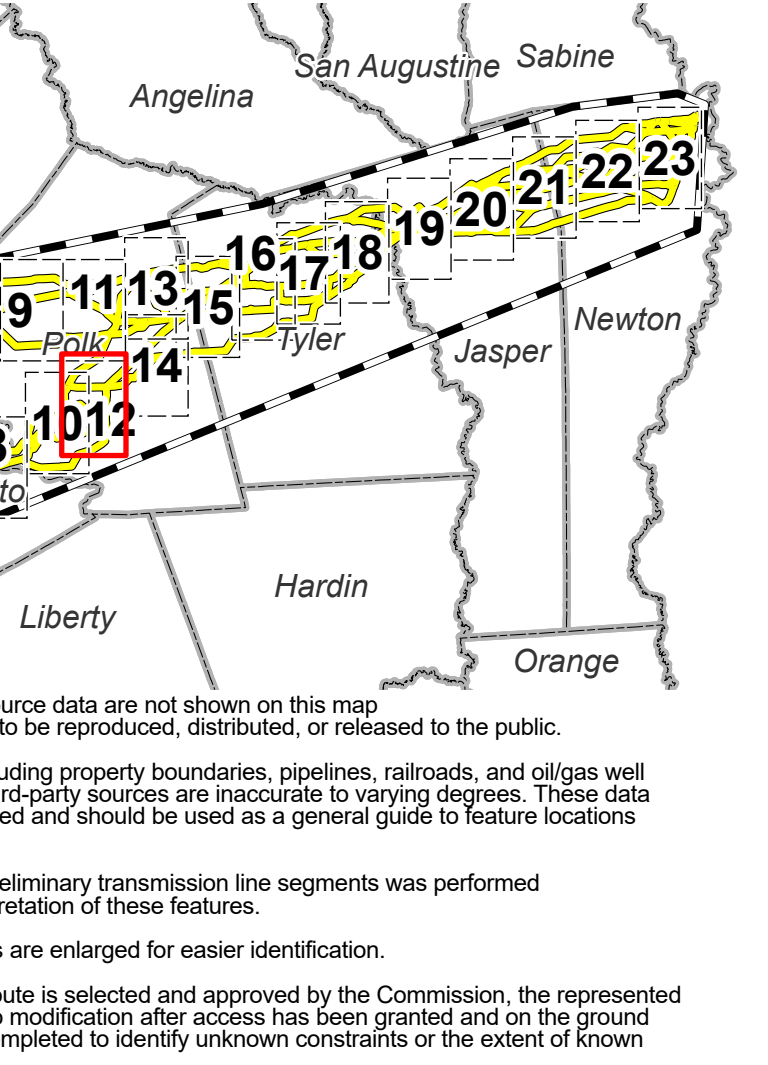 San Augustine
Sabine
Angelina
23
22
21
20
19
16
18
17
11
13
15
9
Newton
Polk
Tyler
Jasper
14
10
12
to
Hardin
Liberty
Orange
ource data are not shown on this map
to be reproduced, distributed, or released to the public.
uding property boundaries, pipelines, railroads, and oil/gas well
rd-party sources are inaccurate to varying degrees. These data
ed and should be used as a general guide to feature locations
eliminary transmission line segments was performed
retation of these features.
s are enlarged for easier identification.
oute is selected and approved by the Commission, the represented
o modification after access has been granted and on the ground
mpleted to identify unknown constraints or the extent of known